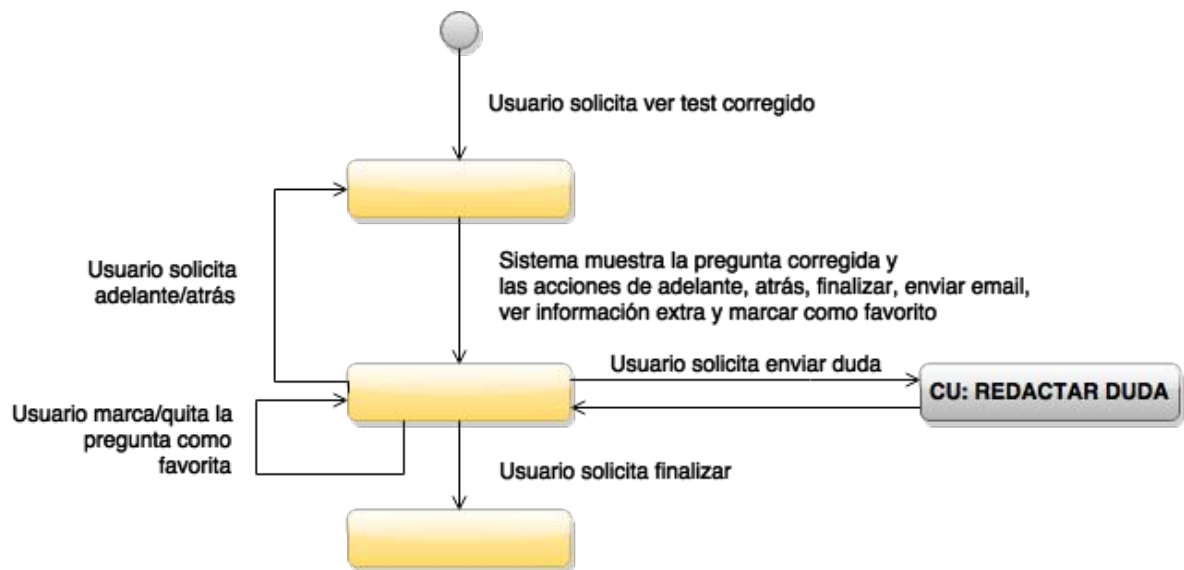 Usuario solicita ver test corregido
Usuario solicita
adelante/atrás
Sistema muestra la pregunta corregida y
las acciones de adelante, atrás, finalizar, enviar email,
ver información extra y marcar como favorito
Usuario solicita enviar duda
CU: REDACTAR DUDA
Usuario marca/quita la
pregunta como
favorita
Usuario solicita finalizar